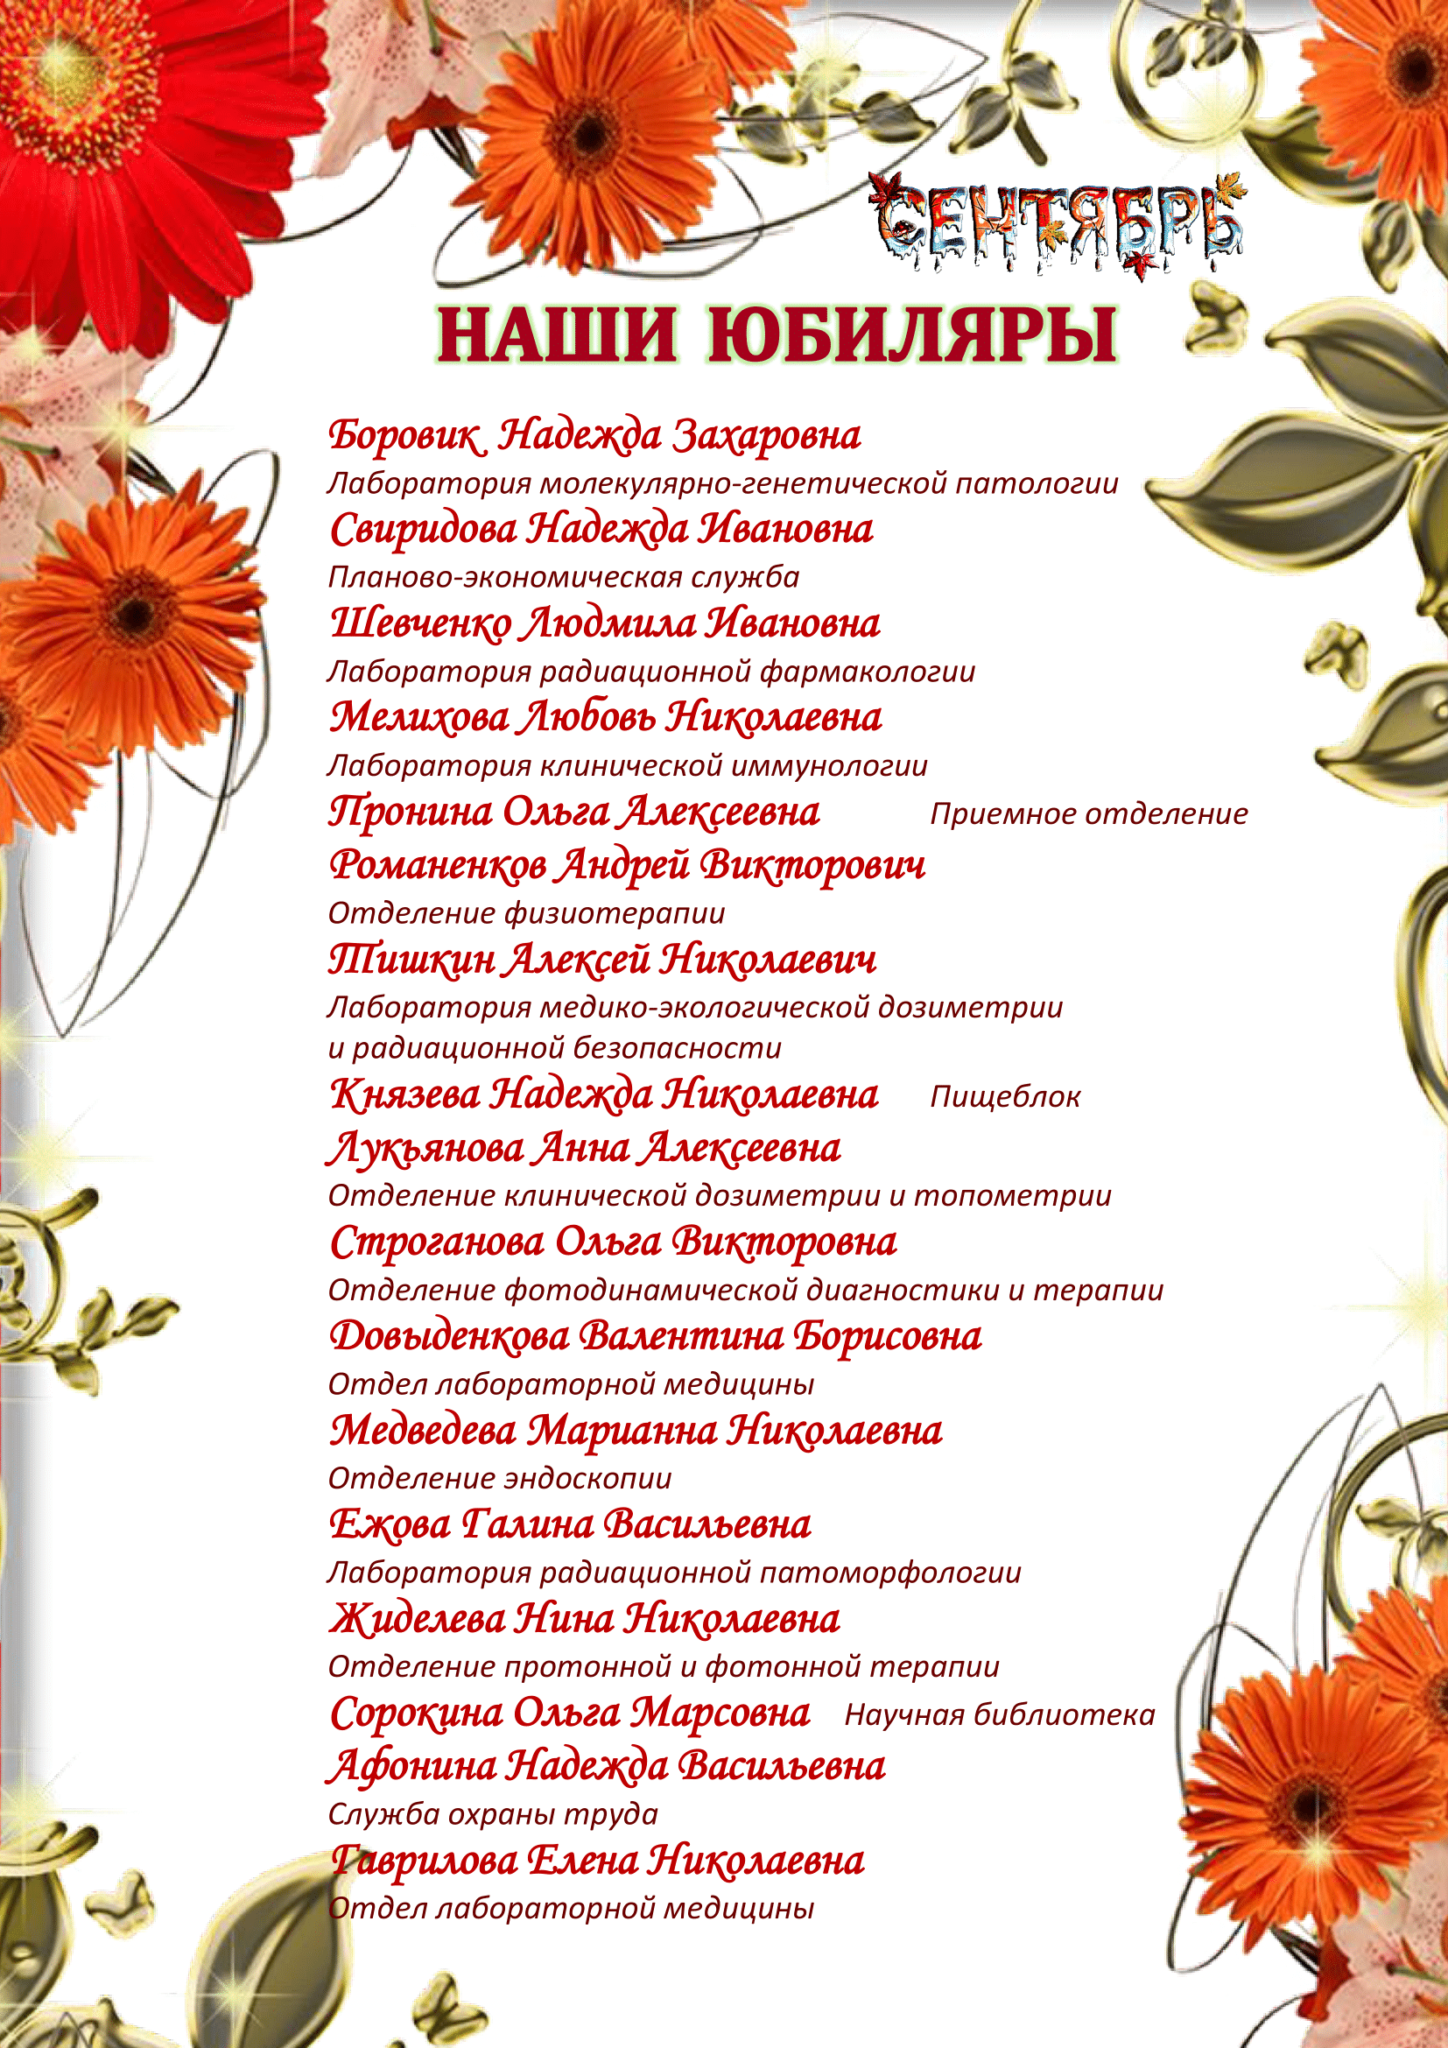 СЕНТЯБРЬ
НАШИ ЮБИЛЯРЫ
Боровик Надежда Захаровна
Лаборатория молекулярно-генетической патологии
Свиридова Надежда Ивановна
Планово-экономическая служба
Шевченко Людмила Ивановна
Лаборатория радиационной фармакологии
Мелихова Любовь Николаевна
Лаборатория клинической иммунологии
Пронина Ольга Алексеевна Приемное отделение
Романенков Андрей Викторович
Отделение физиотерапии
Тишкин Алексей Николаевич
Лаборатория медико-экологической дозиметрии
и радиационной безопасности
Князева Надежда Николаевна Пищеблок
Лукьянова Анна Алексеевна
Отделение клинической дозиметрии и топометрии
Строганова Ольга Викторовна
Отделение фотодинамической диагностики и терапии
Довыденкова Валентина Борисовна
Отдел лабораторной медицины
Медведева Марианна Николаевна
Отделение эндоскопии
Ежова Галина Васильевна
Лаборатория радиационной патоморфологии
Жиделева Нина Николаевна
Отделение протонной и фотонной терапии
Сорокина Ольга Марсовна Научная библиотека
Афонина Надежда Васильевна
Служба охраны труда
Гаврилова Елена Николаевна
Отдел лабораторной медицины